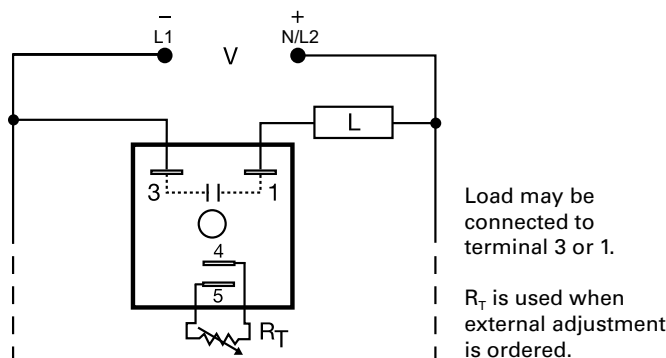 – +
L1 V N/L2
L
3 1
4
5
RT
Load may be
connected to
terminal 3 or 1.
RT is used when
external adjustment
is ordered.